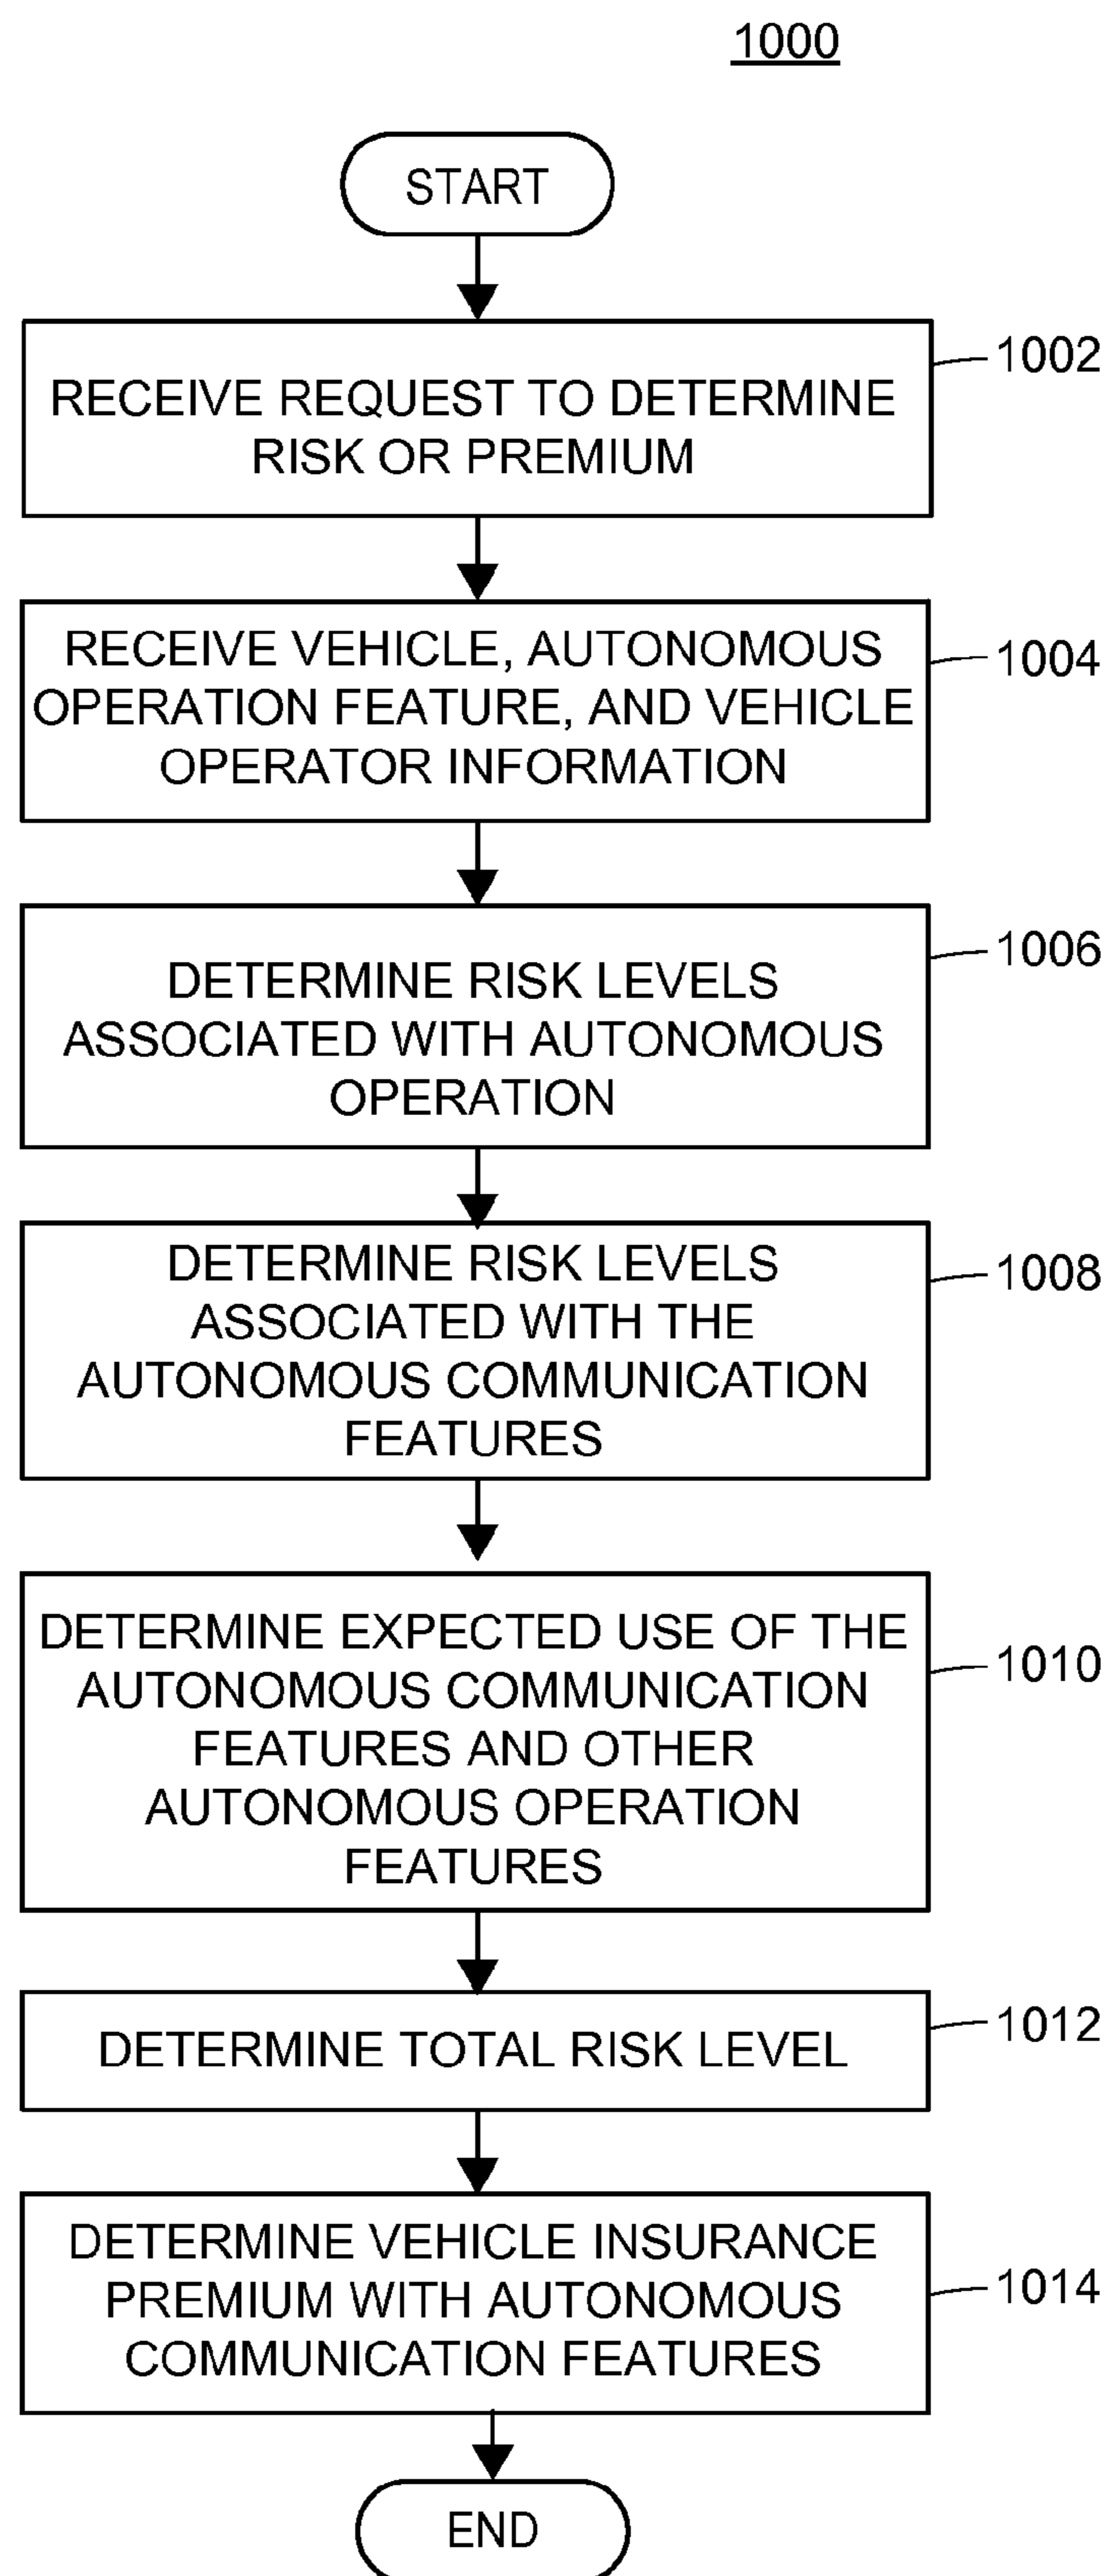 1000
START
RECEIVE REQUEST TO DETERMINE
RISK OR PREMIUM
1002
RECEIVE VEHICLE, AUTONOMOUS
OPERATION FEATURE, AND VEHICLE
OPERATOR INFORMATION
1004
DETERMINE RISK LEVELS
ASSOCIATED WITH AUTONOMOUS
OPERATION
1006
DETERMINE RISK LEVELS
ASSOCIATED WITH THE
AUTONOMOUS COMMUNICATION
FEATURES
1008
DETERMINE EXPECTED USE OF THE
AUTONOMOUS COMMUNICATION
FEATURES AND OTHER
AUTONOMOUS OPERATION
FEATURES
1010
DETERMINE TOTAL RISK LEVEL
1012
DETERMINE VEHICLE INSURANCE
PREMIUM WITH AUTONOMOUS
COMMUNICATION FEATURES
1014
END